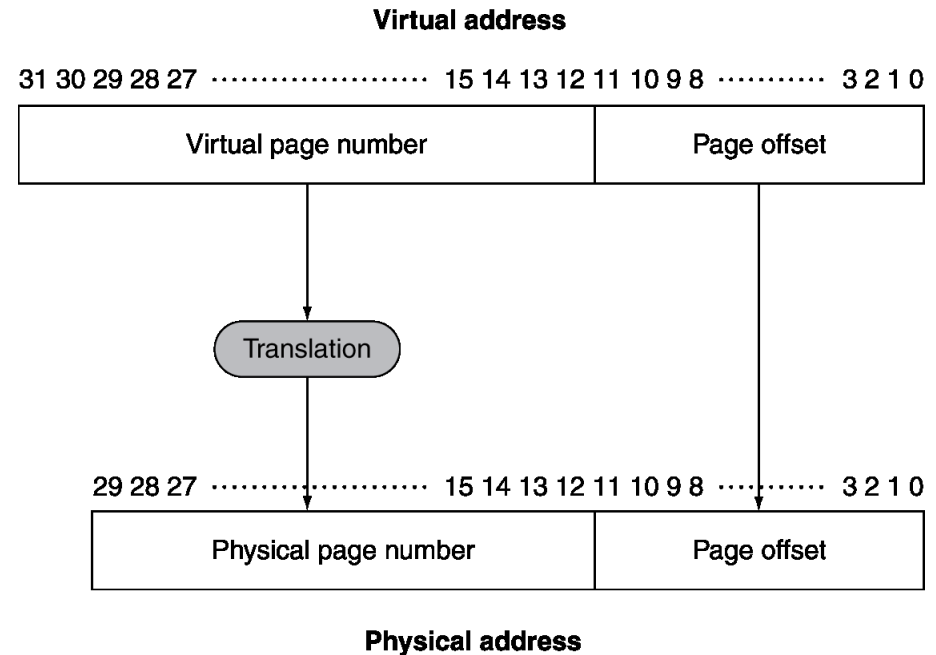 Virtual address
31 30 29 28 27 ······················ 15 14 13 12 11 10 9 8 ··········· 3 2 1 0
Virtual page number Page offset
Translation
29 28 27 ······················ 15 14 13 12 11 10 9 8 ··········· 3 2 1 0
Physical page number Page offset
Physical address